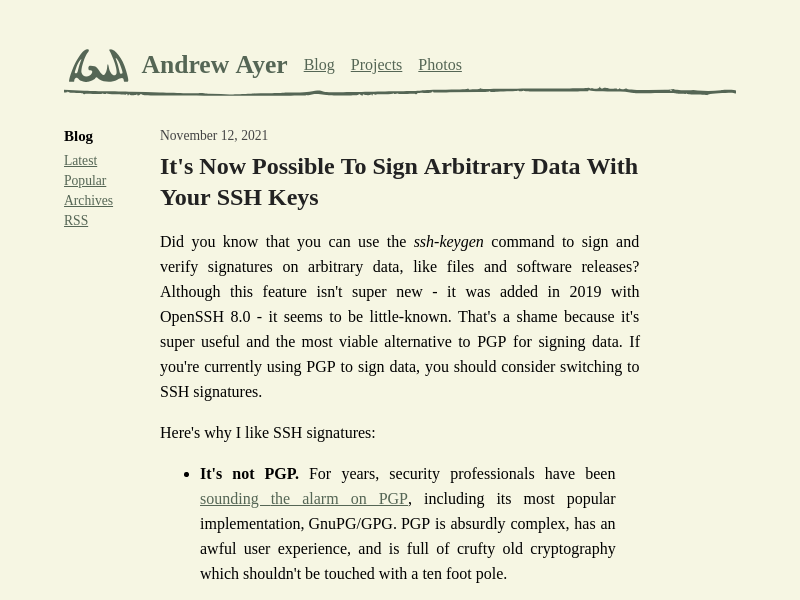 Andrew Ayer Blog Projects Photos
Blog
Latest
Popular
Archives
RSS
November 12, 2021
It's Now Possible To Sign Arbitrary Data With
Your SSH Keys
Did you know that you can use the ssh-keygen command to sign and
verify signatures on arbitrary data, like files and software releases?
Although this feature isn't super new - it was added in 2019 with
OpenSSH 8.0 - it seems to be little-known. That's a shame because it's
super useful and the most viable alternative to PGP for signing data. If
you're currently using PGP to sign data, you should consider switching to
SSH signatures.
Here's why I like SSH signatures:
• It's not PGP. For years, security professionals have been
sounding the alarm on PGP, including its most popular
implementation, GnuPG/GPG. PGP is absurdly complex, has an
awful user experience, and is full of crufty old cryptography
which shouldn't be touched with a ten foot pole.